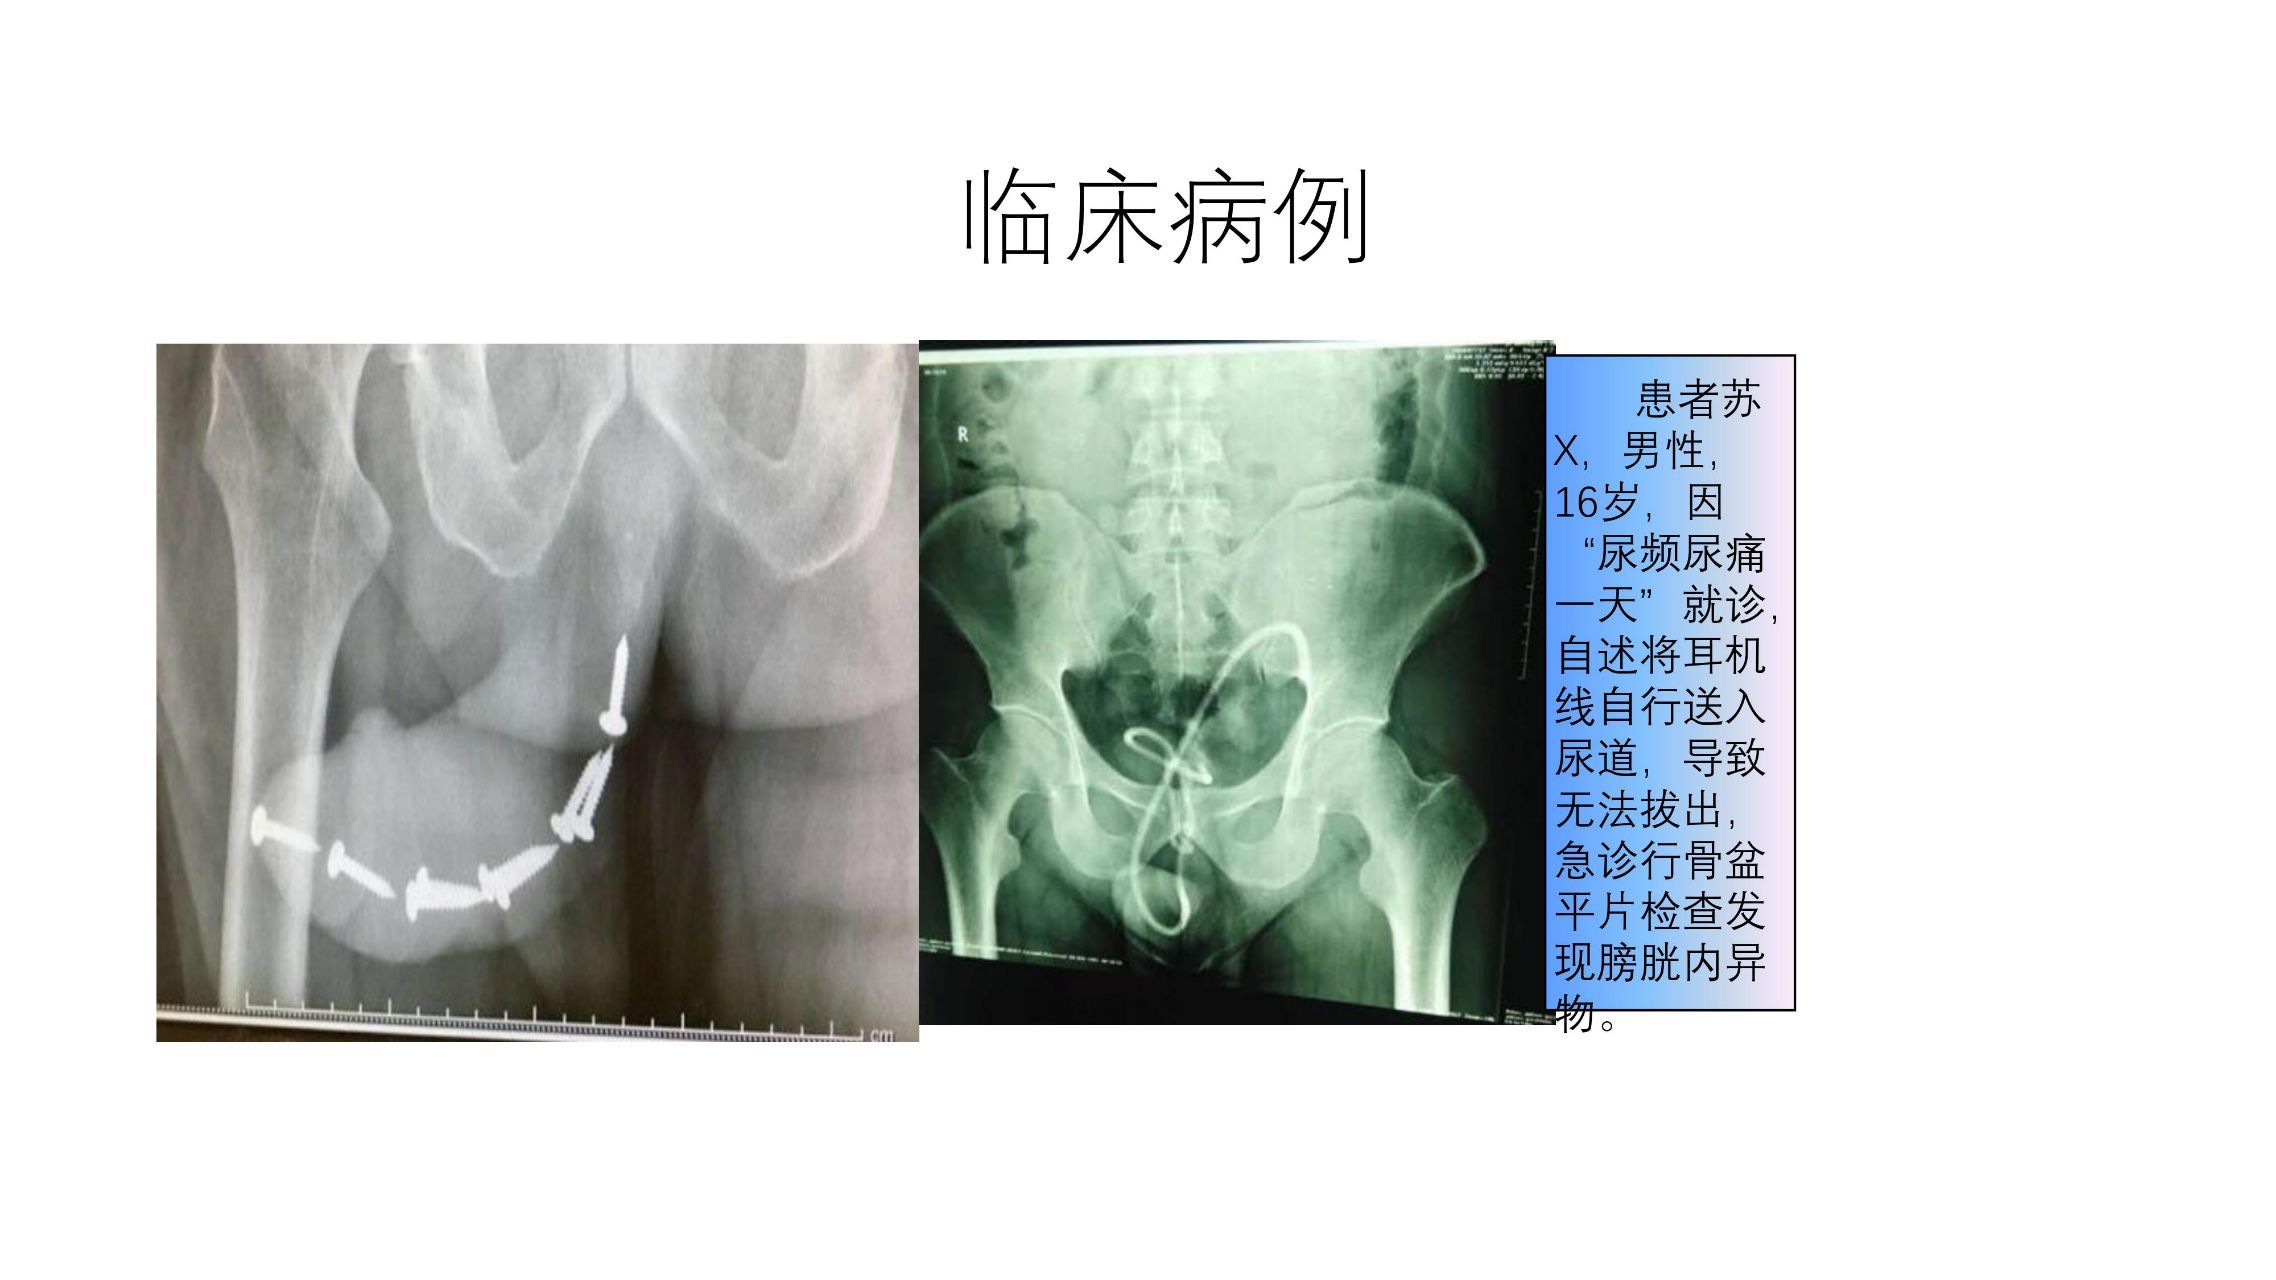 临床病例
R
cm
患者苏
X，男性，
16岁，因
“尿频尿痛
一天”就诊，
自述将耳机
线自行送入
尿道，导致
无法拔出，
急诊行骨盆
平片检查发
现膀胱内异
物。